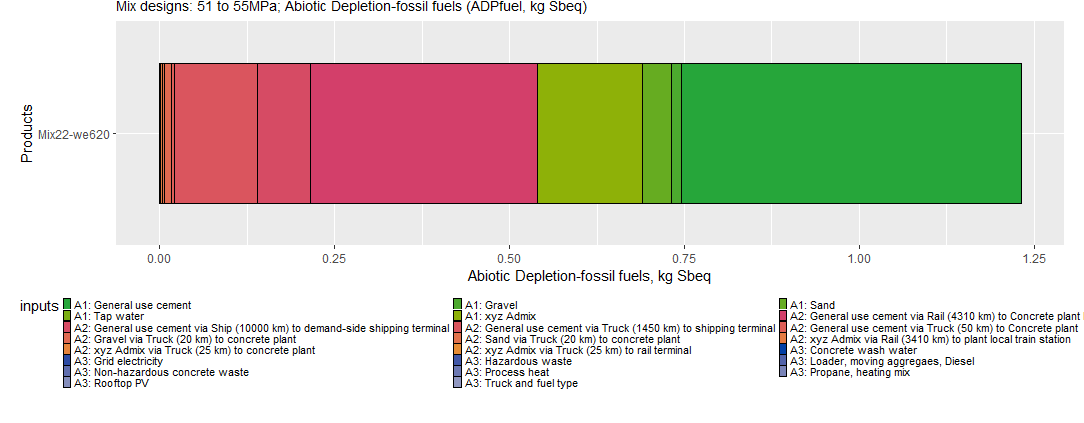 Mix designs: 51 to 55MPa; Abiotic Depletion-fossil fuels (ADPfuel, kg Sbeq)
Products
Mix22-we620
0.00 0.25 0.50 0.75 1.00 1.25
Abiotic Depletion-fossil fuels, kg Sbeq
inputs
A1: General use cement A1: Gravel A1: Sand
A1: Tap water A1: xyz Admix A2: General use cement via Rail (4310 km) to Concrete plant
A2: General use cement via Ship (10000 km) to demand-side shipping terminal A2: General use cement via Truck (1450 km) to shipping terminal A2: General use cement via Truck (50 km) to Concrete plant
A2: Gravel via Truck (20 km) to concrete plant A2: Sand via Truck (20 km) to concrete plant A2: xyz Admix via Rail (3410 km) to plant local train station
A2: xyz Admix via Truck (25 km) to concrete plant A2: xyz Admix via Truck (25 km) to rail terminal A3: Concrete wash water
A3: Grid electricity A3: Hazardous waste A3: Loader, moving aggregaes, Diesel
A3: Non-hazardous concrete waste A3: Process heat A3: Propane, heating mix
A3: Rooftop PV A3: Truck and fuel type